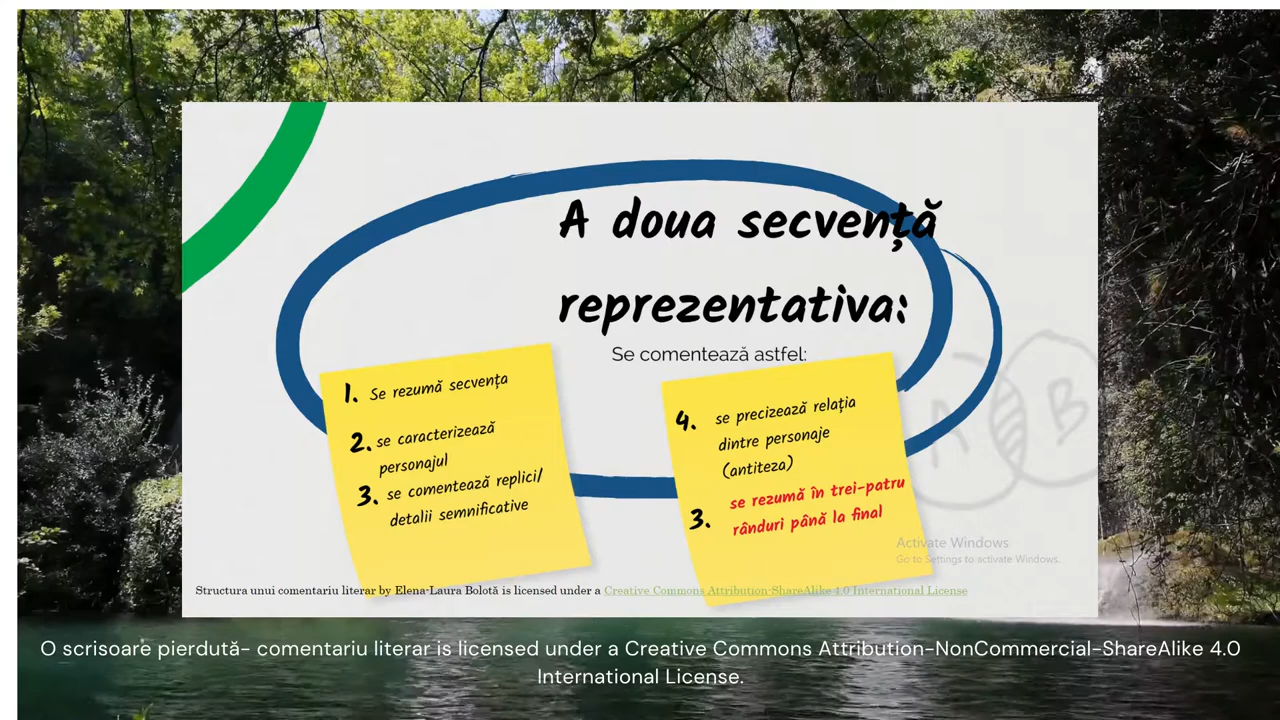 A doua secvență
reprezentativa:
Se comentează astfel:
1. Se rezumă secvența
2. se caracterizează
personajul
3. se comentează replici/
detalii semnificative
4. se precizează relația
dintre personaje
(antiteza)
3. se rezumă în trei-patru
rânduri până la final
A B
Activate Windows
Go to Settings to activate Windows.
Structura unui comentariu literar by Elena-Laura Bolotă is licensed under a Creative Commons Attribution-ShareAlike 4.0 International License
O scrisoare pierdută- comentariu literar is licensed under a Creative Commons Attribution-NonCommercial-ShareAlike 4.0
International License.